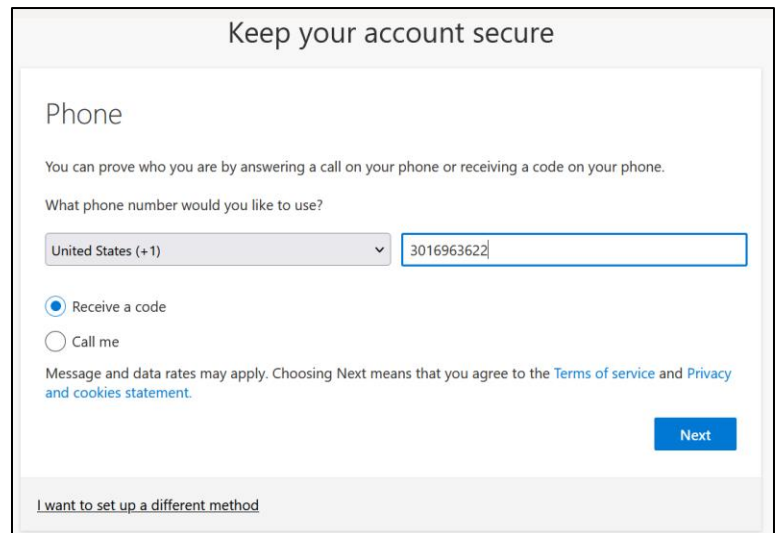 Keep your account secure
Phone
You can prove who you are by answering a call on your phone or receiving a code on your phone.
What phone number would you like to use?
United States (+1) 3016963622
Receive a code
Call me
Message and data rates may apply. Choosing Next means that you agree to the Terms of service and Privacy
and cookies statement.
Next
I want to set up a different method